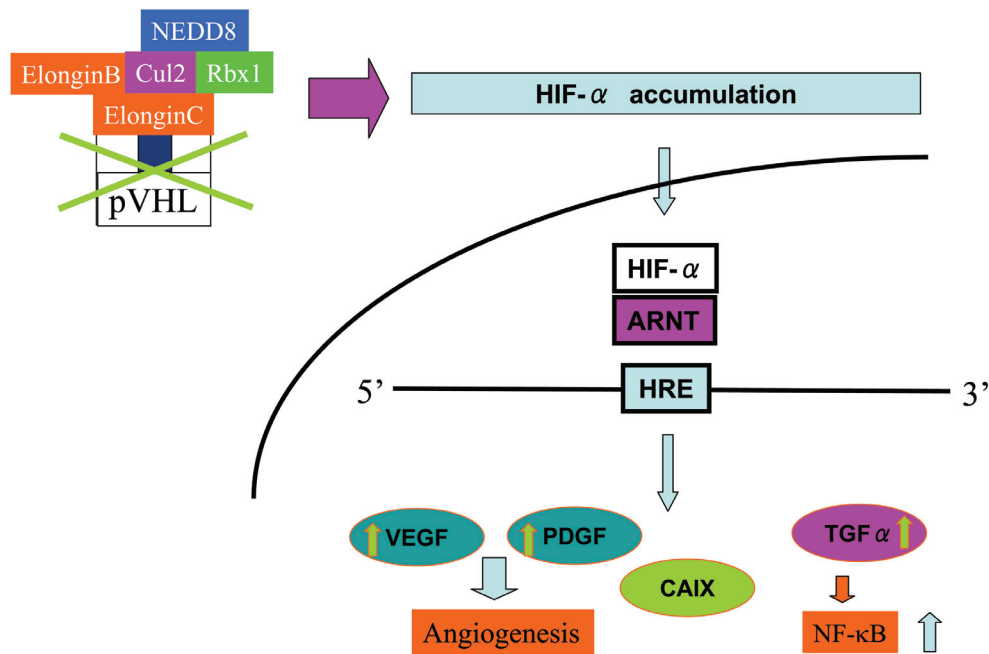 NEDD8
ElonginB Cul2 Rbx1
ElonginC
pVHL
HIF-α accumulation
HIF-α
ARNT
5’ HRE 3’
VEGF PDGF TGFα
CAIX
Angiogenesis NF-κB